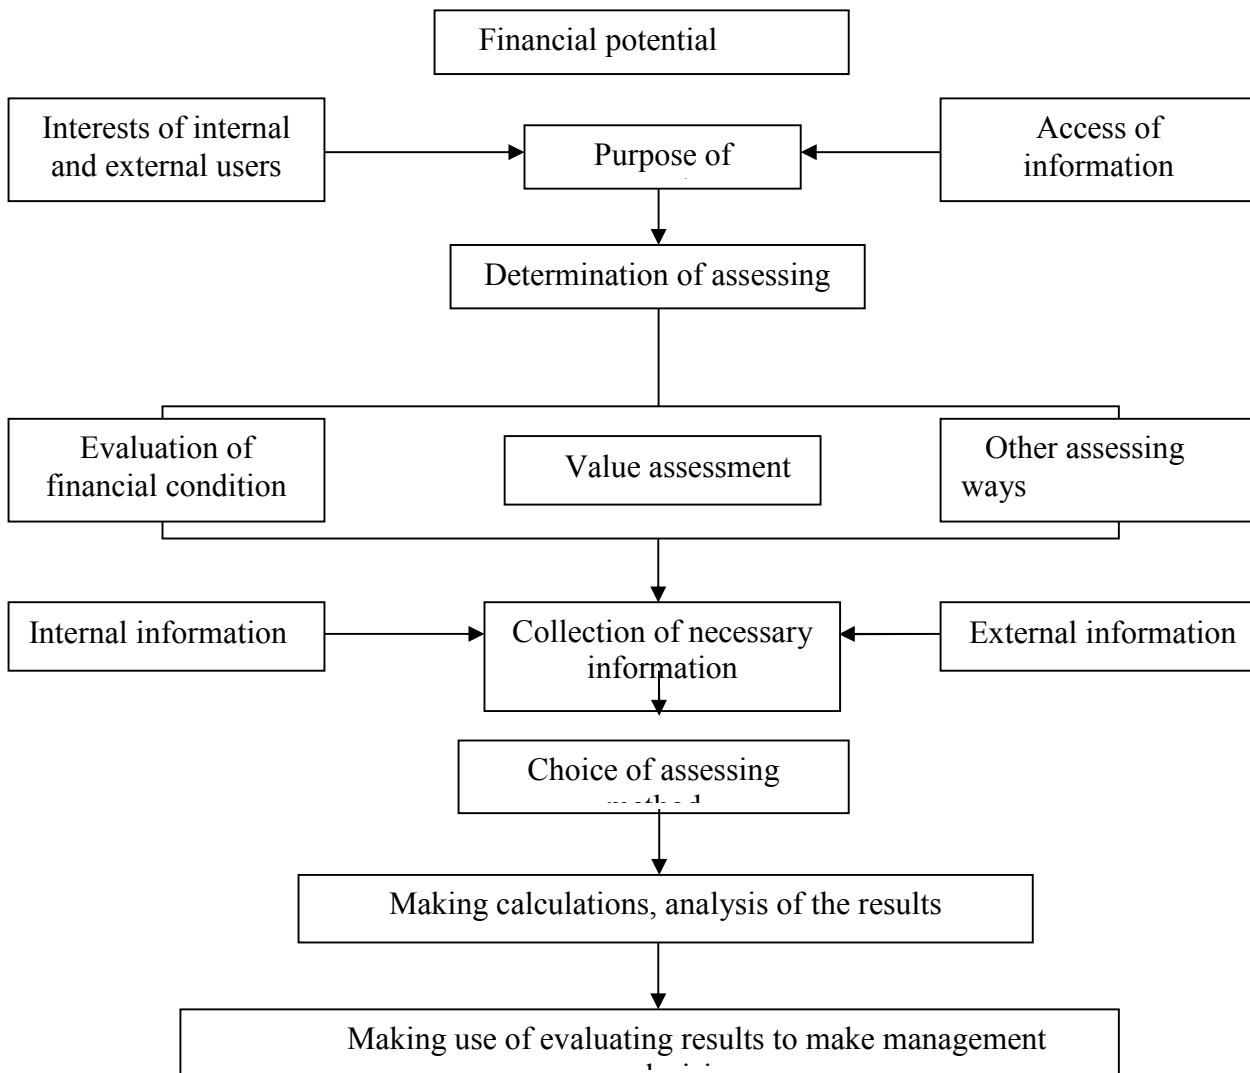 Financial potential
Interests of internal
and external users
Purpose of
Access of
information
Determination of assessing
Evaluation of
financial condition
Value assessment
Other assessing
ways
Internal information
Collection of necessary
information
External information
Choice of assessing
method
Making calculations, analysis of the results
Making use of evaluating results to make management